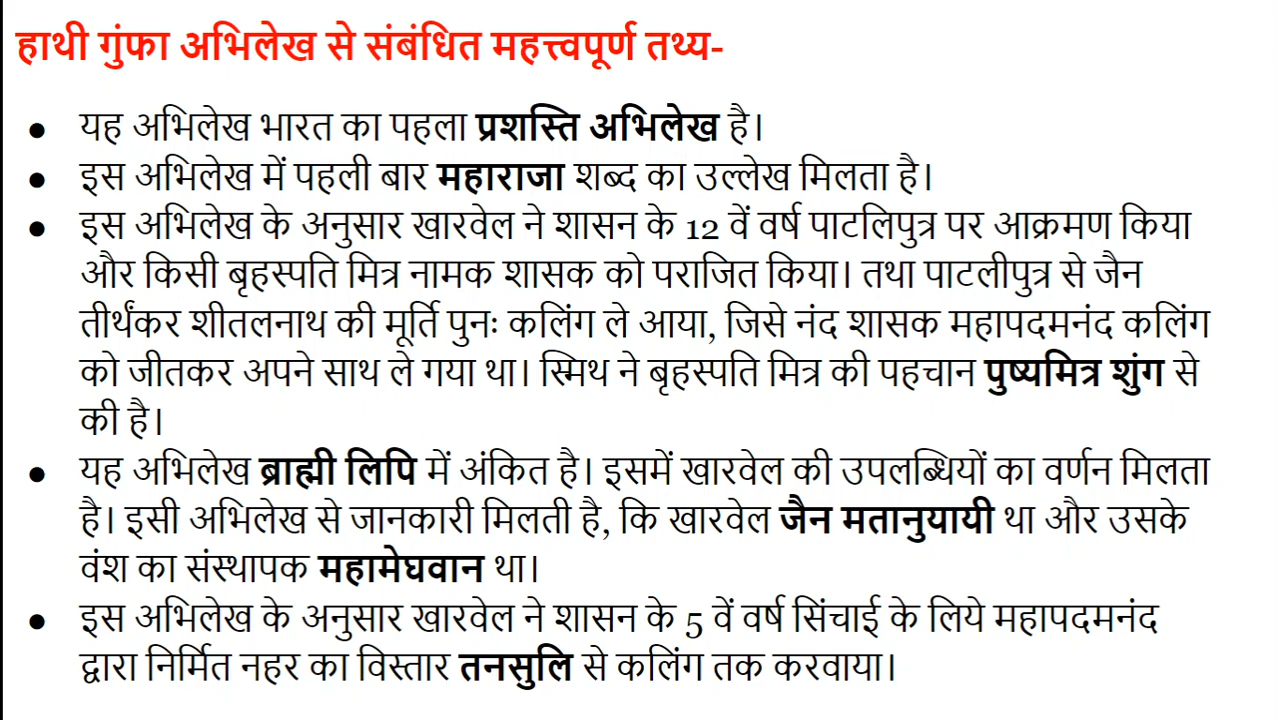 हाथी गुंफा अभिलेख से संबंधित महत्त्वपूर्ण तथ्य-
● यह अभिलेख भारत का पहला प्रशस्ति अभिलेख है।
● इस अभिलेख में पहली बार महाराजा शब्द का उल्लेख मिलता है।
● इस अभिलेख के अनुसार खारवेल ने शासन के 12 वें वर्ष पाटलिपुत्र पर आक्रमण किया
और किसी बृहस्पति मित्र नामक शासक को पराजित किया। तथा पाटलीपुत्र से जैन
तीर्थंकर शीतलनाथ की मूर्ति पुनः कलिंग ले आया, जिसे नंद शासक महापदमनंद कलिंग
को जीतकर अपने साथ ले गया था। स्मिथ ने बृहस्पति मित्र की पहचान पुष्यमित्र शुंग से
की है।
● यह अभिलेख ब्राह्मी लिपि में अंकित है। इसमें खारवेल की उपलब्धियों का वर्णन मिलता
है। इसी अभिलेख से जानकारी मिलती है, कि खारवेल जैन मतानुयायी था और उसके
वंश का संस्थापक महामेघवान था।
● इस अभिलेख के अनुसार खारवेल ने शासन के 5 वें वर्ष सिंचाई के लिये महापदमनंद
द्वारा निर्मित नहर का विस्तार तनसुलि से कलिंग तक करवाया।